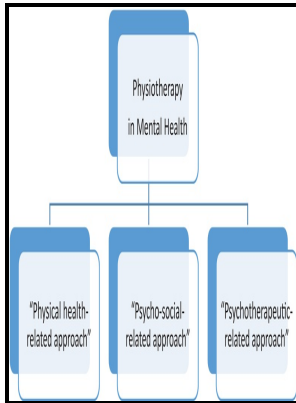 Physiotherapy
in Mental Health
"Physical health-
related approach"
"Psycho-social-
related approach"
"Psychotherapeutic-
related approach"